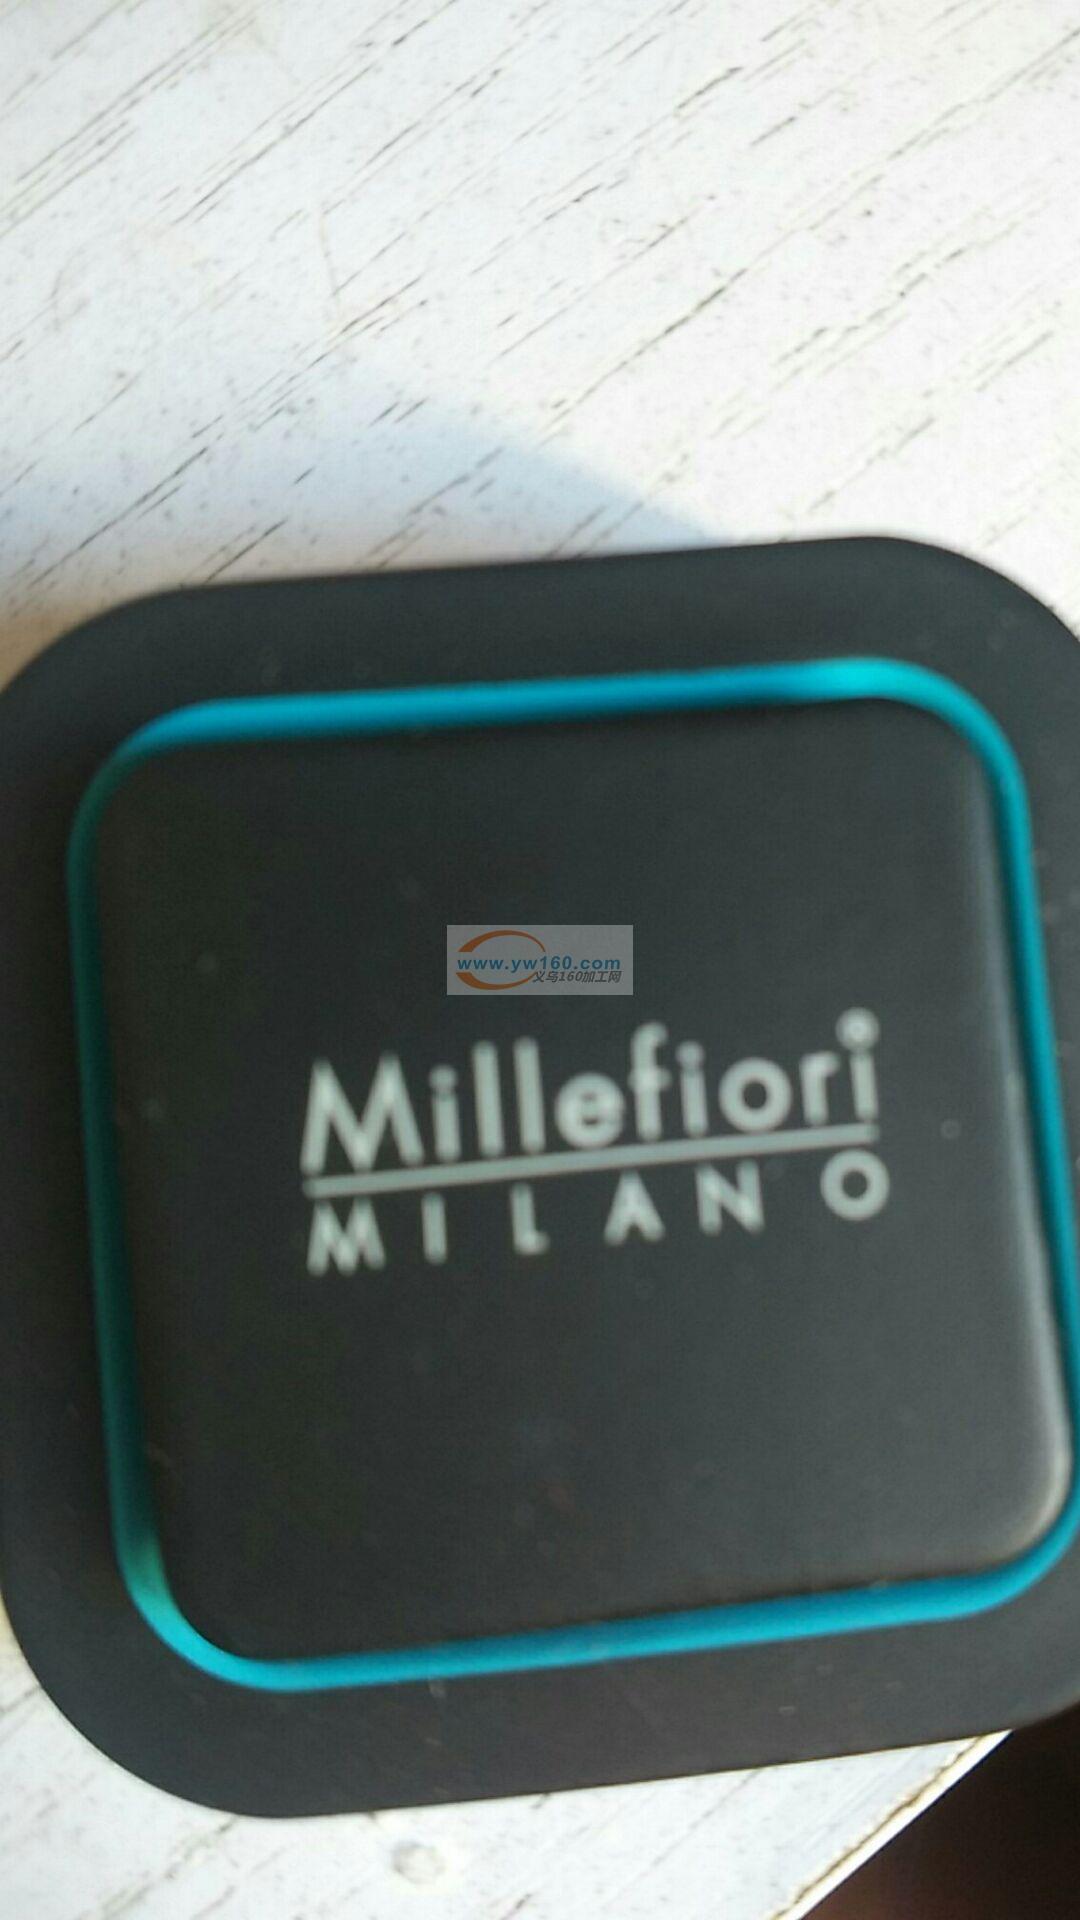 www.yw160.com
义乌160加工网
Millefiori
MILANO